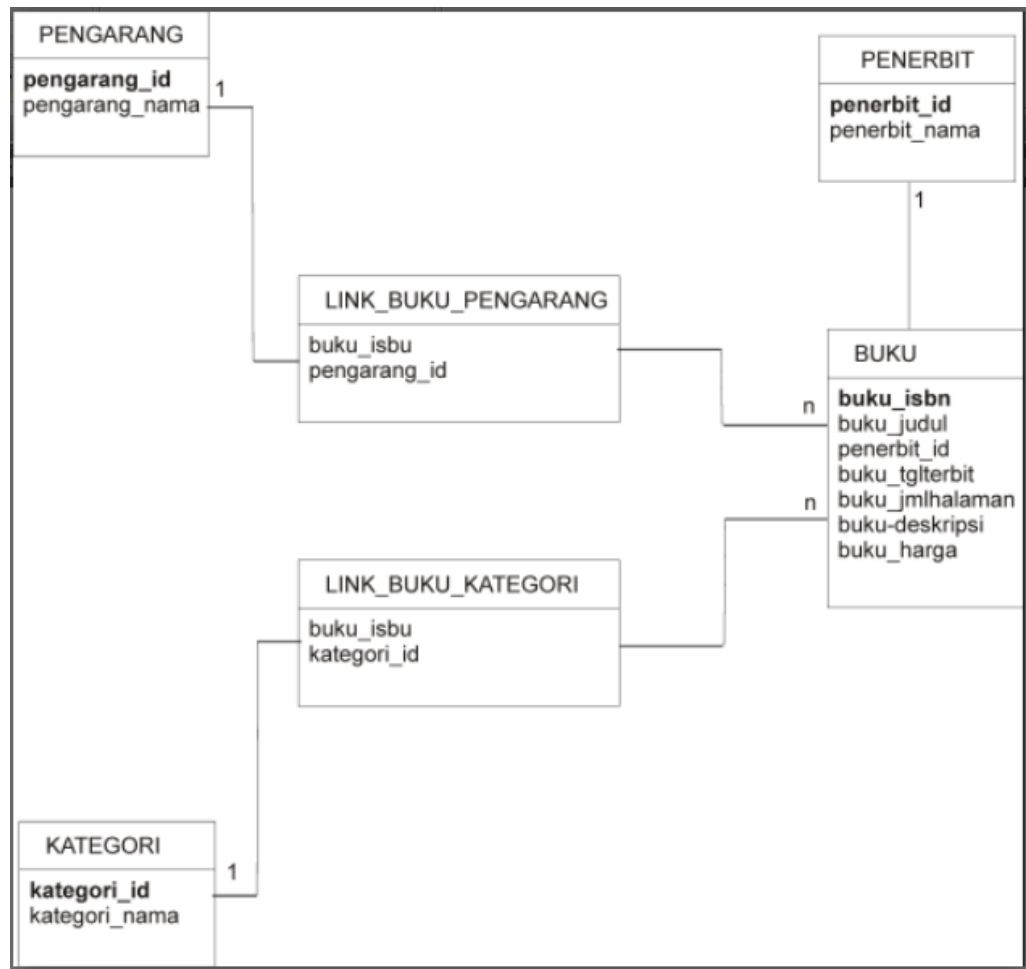 PENGARANG
pengarang_id
pengarang_nama
1
PENERBIT
penerbit_id
penerbit_nama
1
LINK_BUKU_PENGARANG
buku_isbu
pengarang_id
BUKU
buku_isbn
buku_judul
penerbit_id
buku_tglterbit
buku_jmlhalaman
buku-deskripsi
buku_harga
n
n
LINK_BUKU_KATEGORI
buku_isbu
kategori_id
KATEGORI
kategori_id
kategori_nama
1